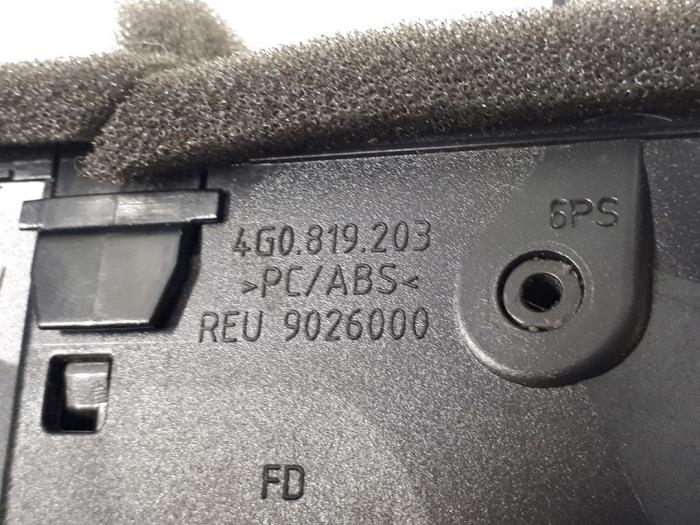 6PS
4G0.819.203
>PC/ABS<
REU 9026000
FD